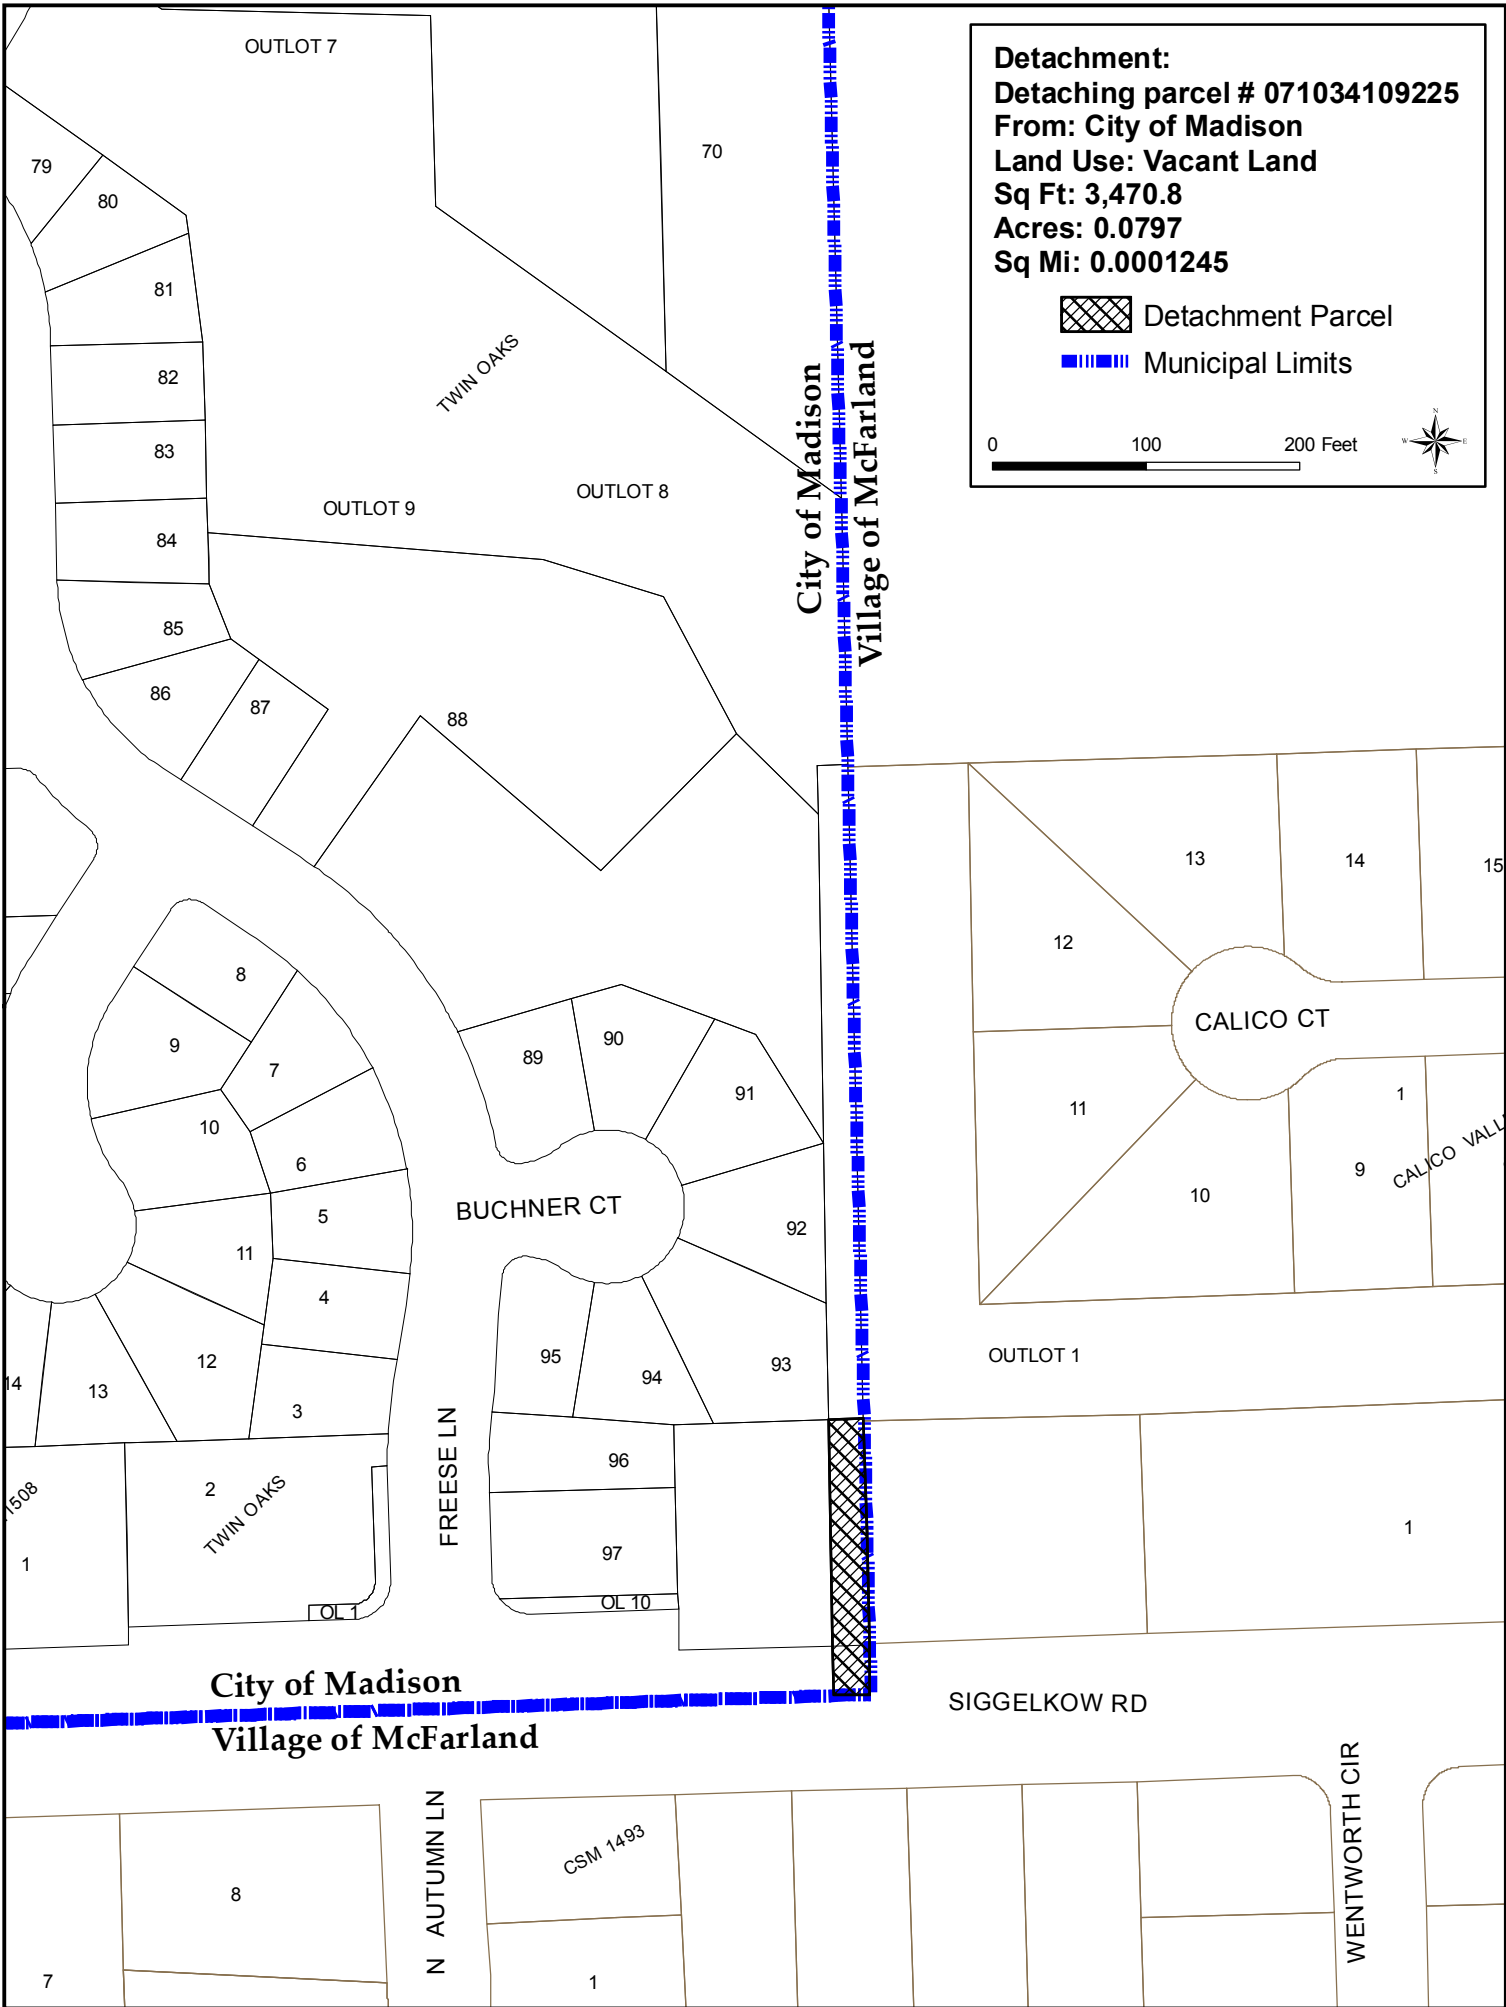 Detachment:
Detaching parcel # 071034109225
From: City of Madison
Land Use: Vacant Land
Sq Ft: 3,470.8
Acres: 0.0797
Sq Mi: 0.0001245
Detachment Parcel
Municipal Limits
0 100 200 Feet
N
W E
S
OUTLOT 7
70
79
80
81
82
83
84
85
86
87
88
TWIN OAKS
OUTLOT 9
OUTLOT 8
City of Madison
Village of McFarland
13
14
15
12
11
10
9
1
CALICO CT
CALICO VALL
OUTLOT 1
8
9
7
10
6
5
11
4
12
3
13
14
89
90
91
92
93
94
95
BUCHNER CT
96
97
OL 10
FREESE LN
2
TWIN OAKS
OL 1
1508
1
1
City of Madison
Village of McFarland
SIGGELKOW RD
N AUTUMN LN
CSM 1493
WENTWORTH CIR
8
7
1